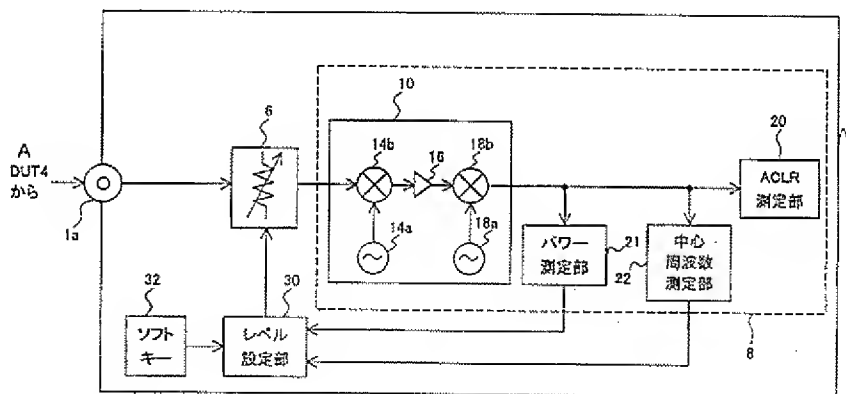 10
20
6
14b
16
18b
A
DUT4
から
ACLR
測定部
1a
14a
18a
パワー
測定部
21
中心
周波数
測定部
22
32
30
ソフト
キー
レベル
設定部
8